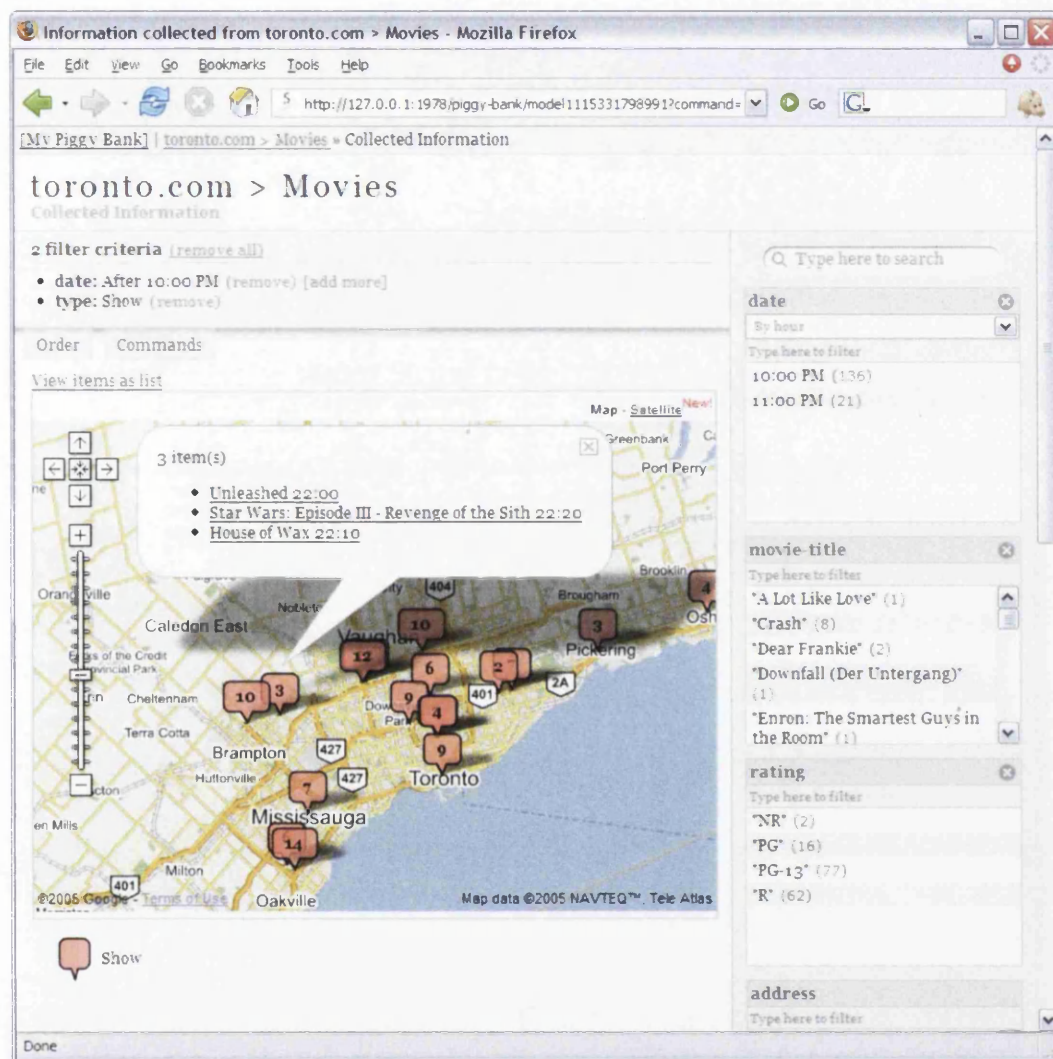 Information collected from toronto.com > Movies - Mozilla Firefox
File Edit View Go Bookmarks Tools Help
http://127.0.0.1:1978/piggy-bank/model1115331798991?command= Go G
[My Piggy Bank] | toronto.com > Movies » Collected Information
toronto.com > Movies
Collected Information
2 filter criteria (remove all)
• date: After 10:00 PM (remove) [add more]
• type: Show (remove)
Order Commands
View items as list
Map - Satellite New!
3 item(s)
• Unleashed 22:00
• Star Wars: Episode III - Revenge of the Sith 22:20
• House of Wax 22:10
Greenbank
Port Perry
Brooklin
404
Brougham
4
Caledon East
10
3
Vaughan
Pickering
12
6
2
10
3
9
401
2A
Cheltenham
4
Terra Cotta
Brampton
427
9
Huttonville
427
Toronto
7
Mississauga
14
Milton
401
Oakville
©2005 Google - Terms of Use
Map data ©2005 NAVTEQ™, Tele Atlas
Show
Type here to search
date
By hour
Type here to filter
10:00 PM (136)
11:00 PM (21)
movie-title
Type here to filter
"A Lot Like Love" (1)
"Crash" (8)
"Dear Frankie" (2)
"Downfall (Der Untergang)"
(1)
"Enron: The Smartest Guys in
the Room" (1)
rating
Type here to filter
"NR" (2)
"PG" (16)
"PG-13" (77)
"R" (62)
address
Type here to filter
Done